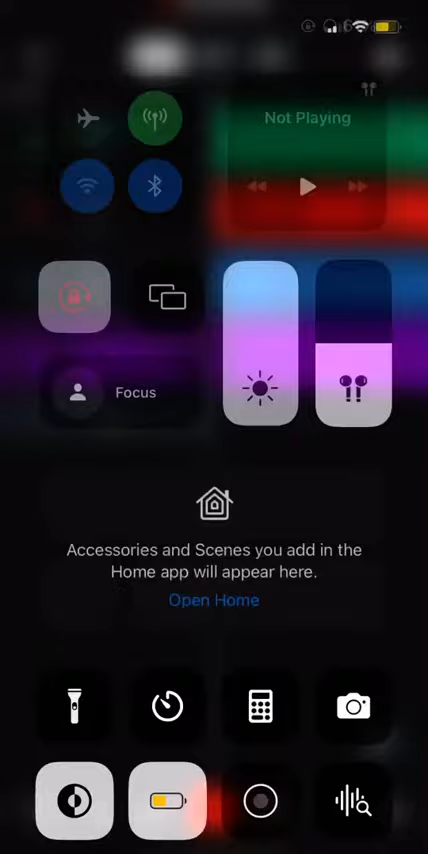 Not Playing
Focus
Accessories and Scenes you add in the
Home app will appear here.
Open Home